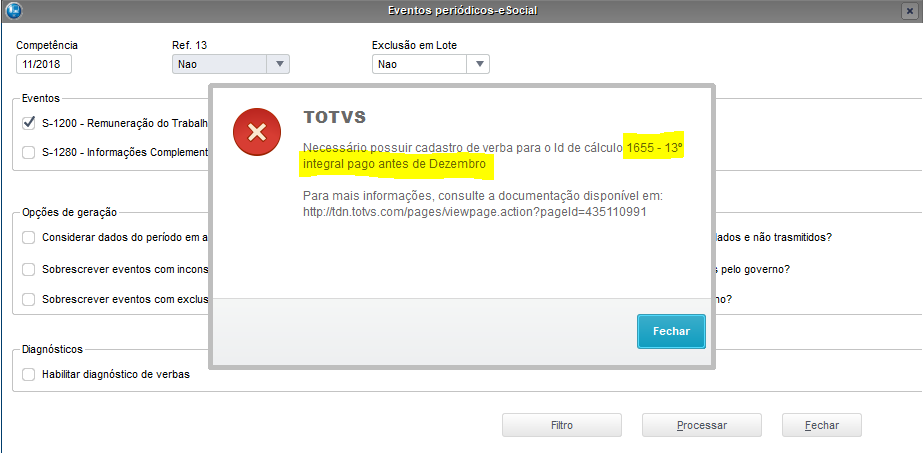 Eventos periódicos-eSocial
Competência
Ref. 13
Exclusão em Lote
11/2018
Nao
Nao
Eventos
S-1200 - Remuneração do Trabalh
S-1280 - Informações Complement
TOTVS
Necessário possuir cadastro de verba para o Id de cálculo 1655 - 13º
integral pago antes de Dezembro
Para mais informações, consulte a documentação disponível em:
http://tdn.totvs.com/pages/viewpage.action?pageId=435110991
Fechar
Opções de geração
Considerar dados do período em a
lados e não trasmitidos?
Sobrescrever eventos com incons
s pelo governo?
Sobrescrever eventos com exclus
no?
Diagnósticos
Habilitar diagnóstico de verbas
Filtro
Processar
Fechar